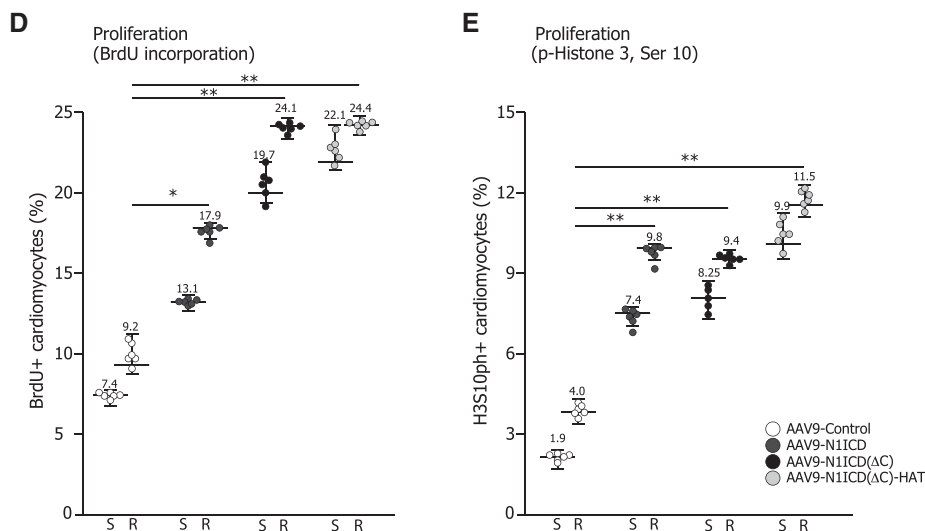 D
Proliferation
(BrdU incorporation)
**
**
*
BrdU+ cardiomyocytes (%)
25
20
15
10
5
0
7.4
9.2
13.1
17.9
19.7
24.1
22.1
24.4
S R S R S R S R
E
Proliferation
(p-Histone 3, Ser 10)
**
**
**
H3S10ph+ cardiomyocytes (%)
15
12
9
6
3
0
1.9
4.0
7.4
9.8
8.25
9.4
9.9
11.5
AAV9-Control
AAV9-N1ICD
AAV9-N1ICD(ΔC)
AAV9-N1ICD(ΔC)-HAT
S R S R S R S R